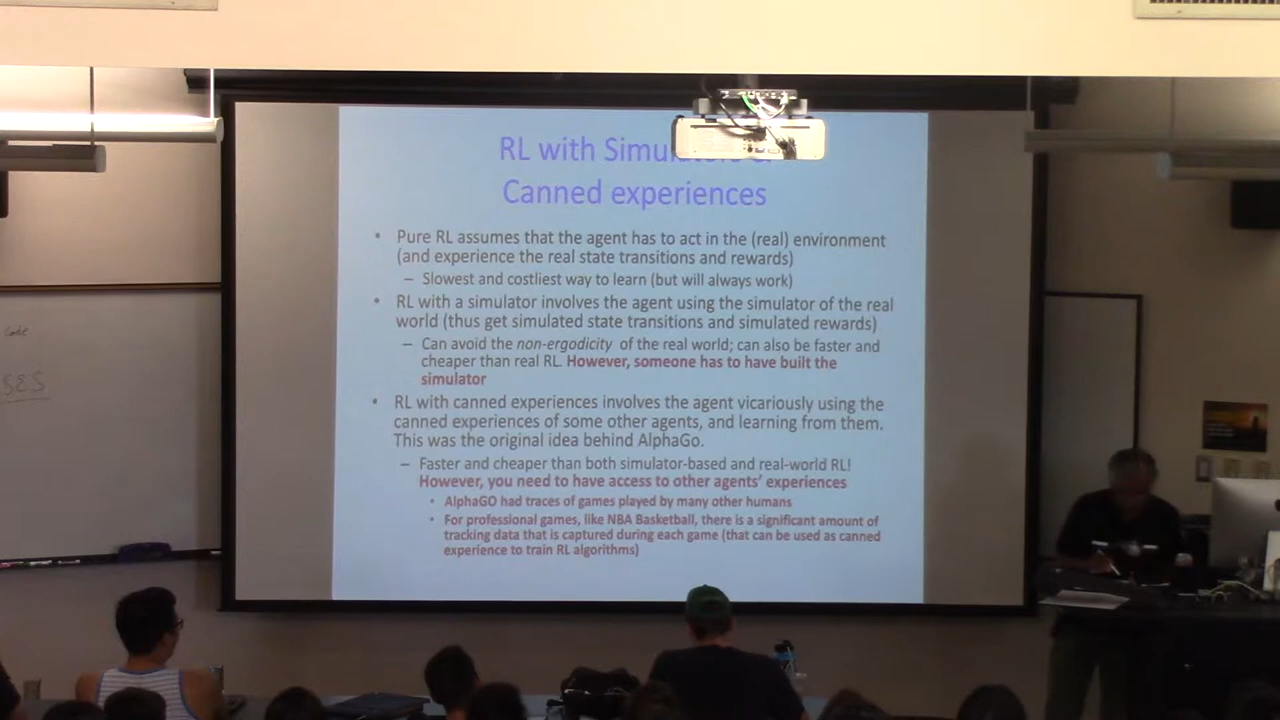 RL with
Canned experiences
• Pure RL assumes that the agent has to act in the (real) environment
(and experience the real state transitions and rewards)
– Slowest and costliest way to learn (but will always work)
• RL with a simulator involves the agent using the simulator of the real
world (thus get simulated state transitions and simulated rewards)
– Can avoid the non-ergodicity of the real world; can also be faster and
cheaper than real RL. However, someone has to have built the
simulator
• RL with canned experiences involves the agent vicariously using the
canned experiences of some other agents, and learning from them.
This was the original idea behind AlphaGo.
– Faster and cheaper than both simulator-based and real-world RL!
However, you need to have access to other agents' experiences
• AlphaGO had traces of games played by many other humans
• For professional games, like NBA Basketball, there is a significant amount of
tracking data that is captured during each game (that can be used as canned
experience to train RL algorithms)